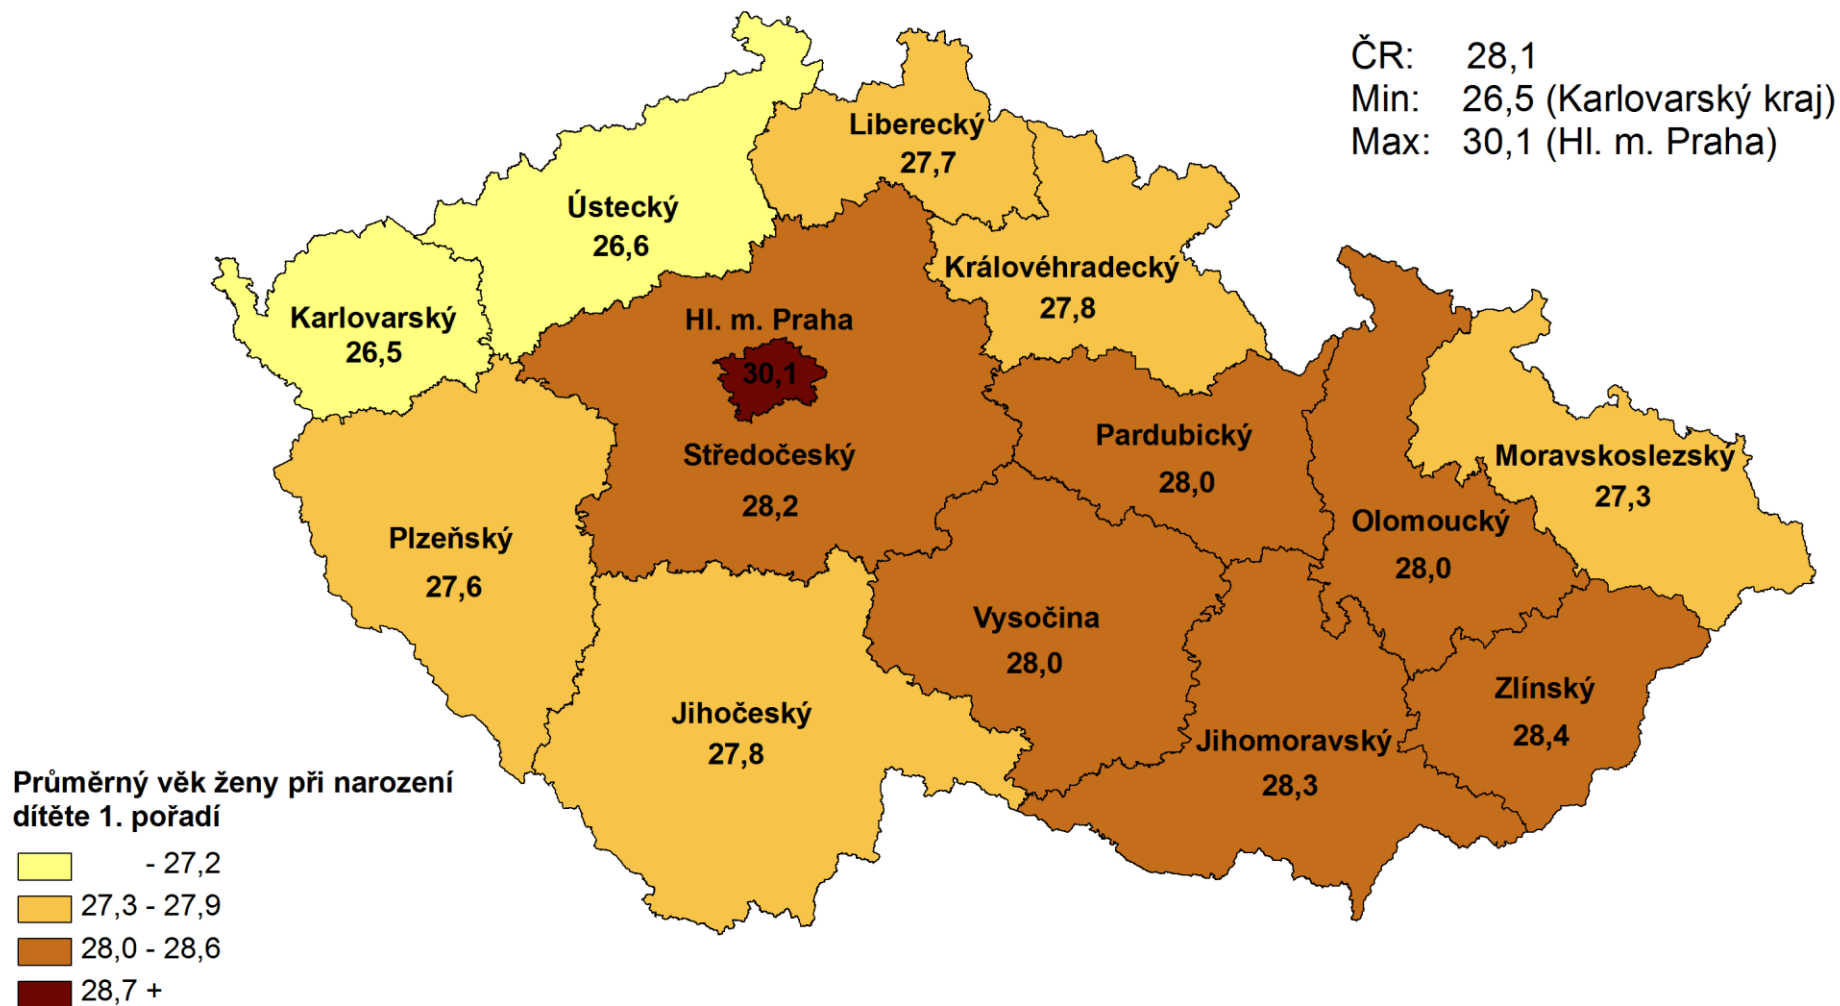 ČR: 28,1
Min: 26,5 (Karlovarský kraj)
Max: 30,1 (Hl. m. Praha)
Liberecký
27,7
Ústecký
26,6
Královéhradecký
27,8
Karlovarský
26,5
Hl. m. Praha
30,1
Středočeský
28,2
Pardubický
28,0
Moravskoslezský
27,3
Olomoucký
28,0
Plzeňský
27,6
Vysočina
28,0
Zlínský
28,4
Jihočeský
27,8
Jihomoravský
28,3
Průměrný věk ženy při narození
dítěte 1. pořadí
- 27,2
27,3 - 27,9
28,0 - 28,6
28,7 +